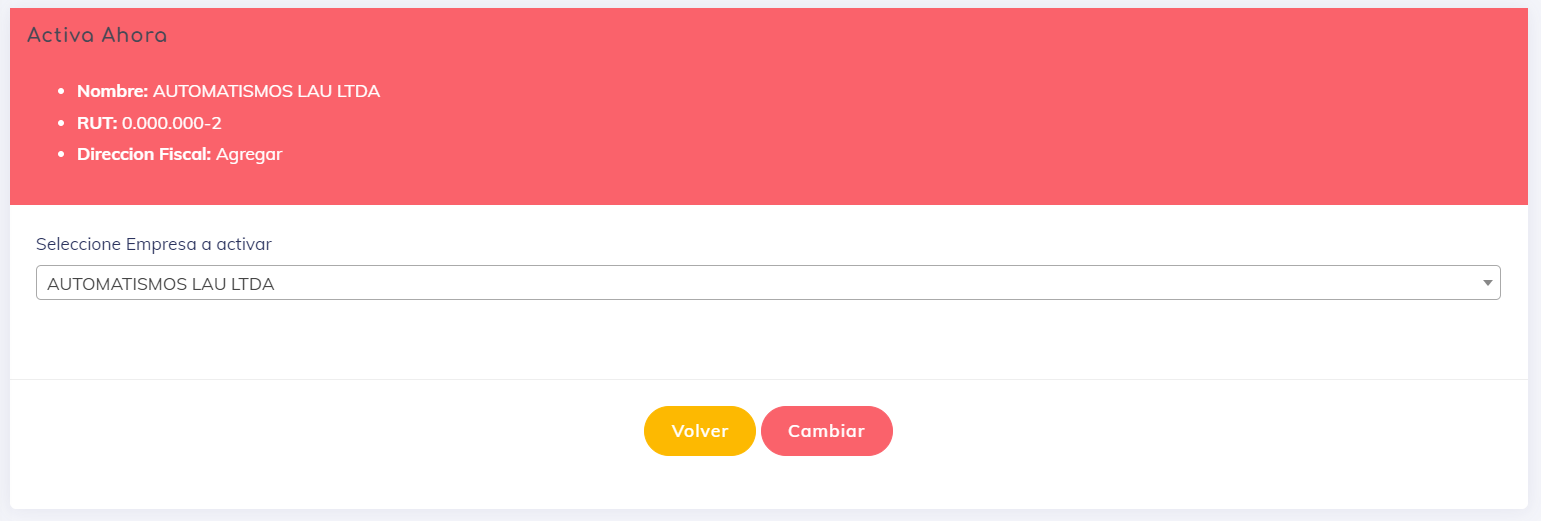 Activa Ahora
Nombre: AUTOMATISMOS LAU LTDA
RUT: 0.000.000-2
Direccion Fiscal: Agregar
Seleccione Empresa a activar
AUTOMATISMOS LAU LTDA
Volver Cambiar